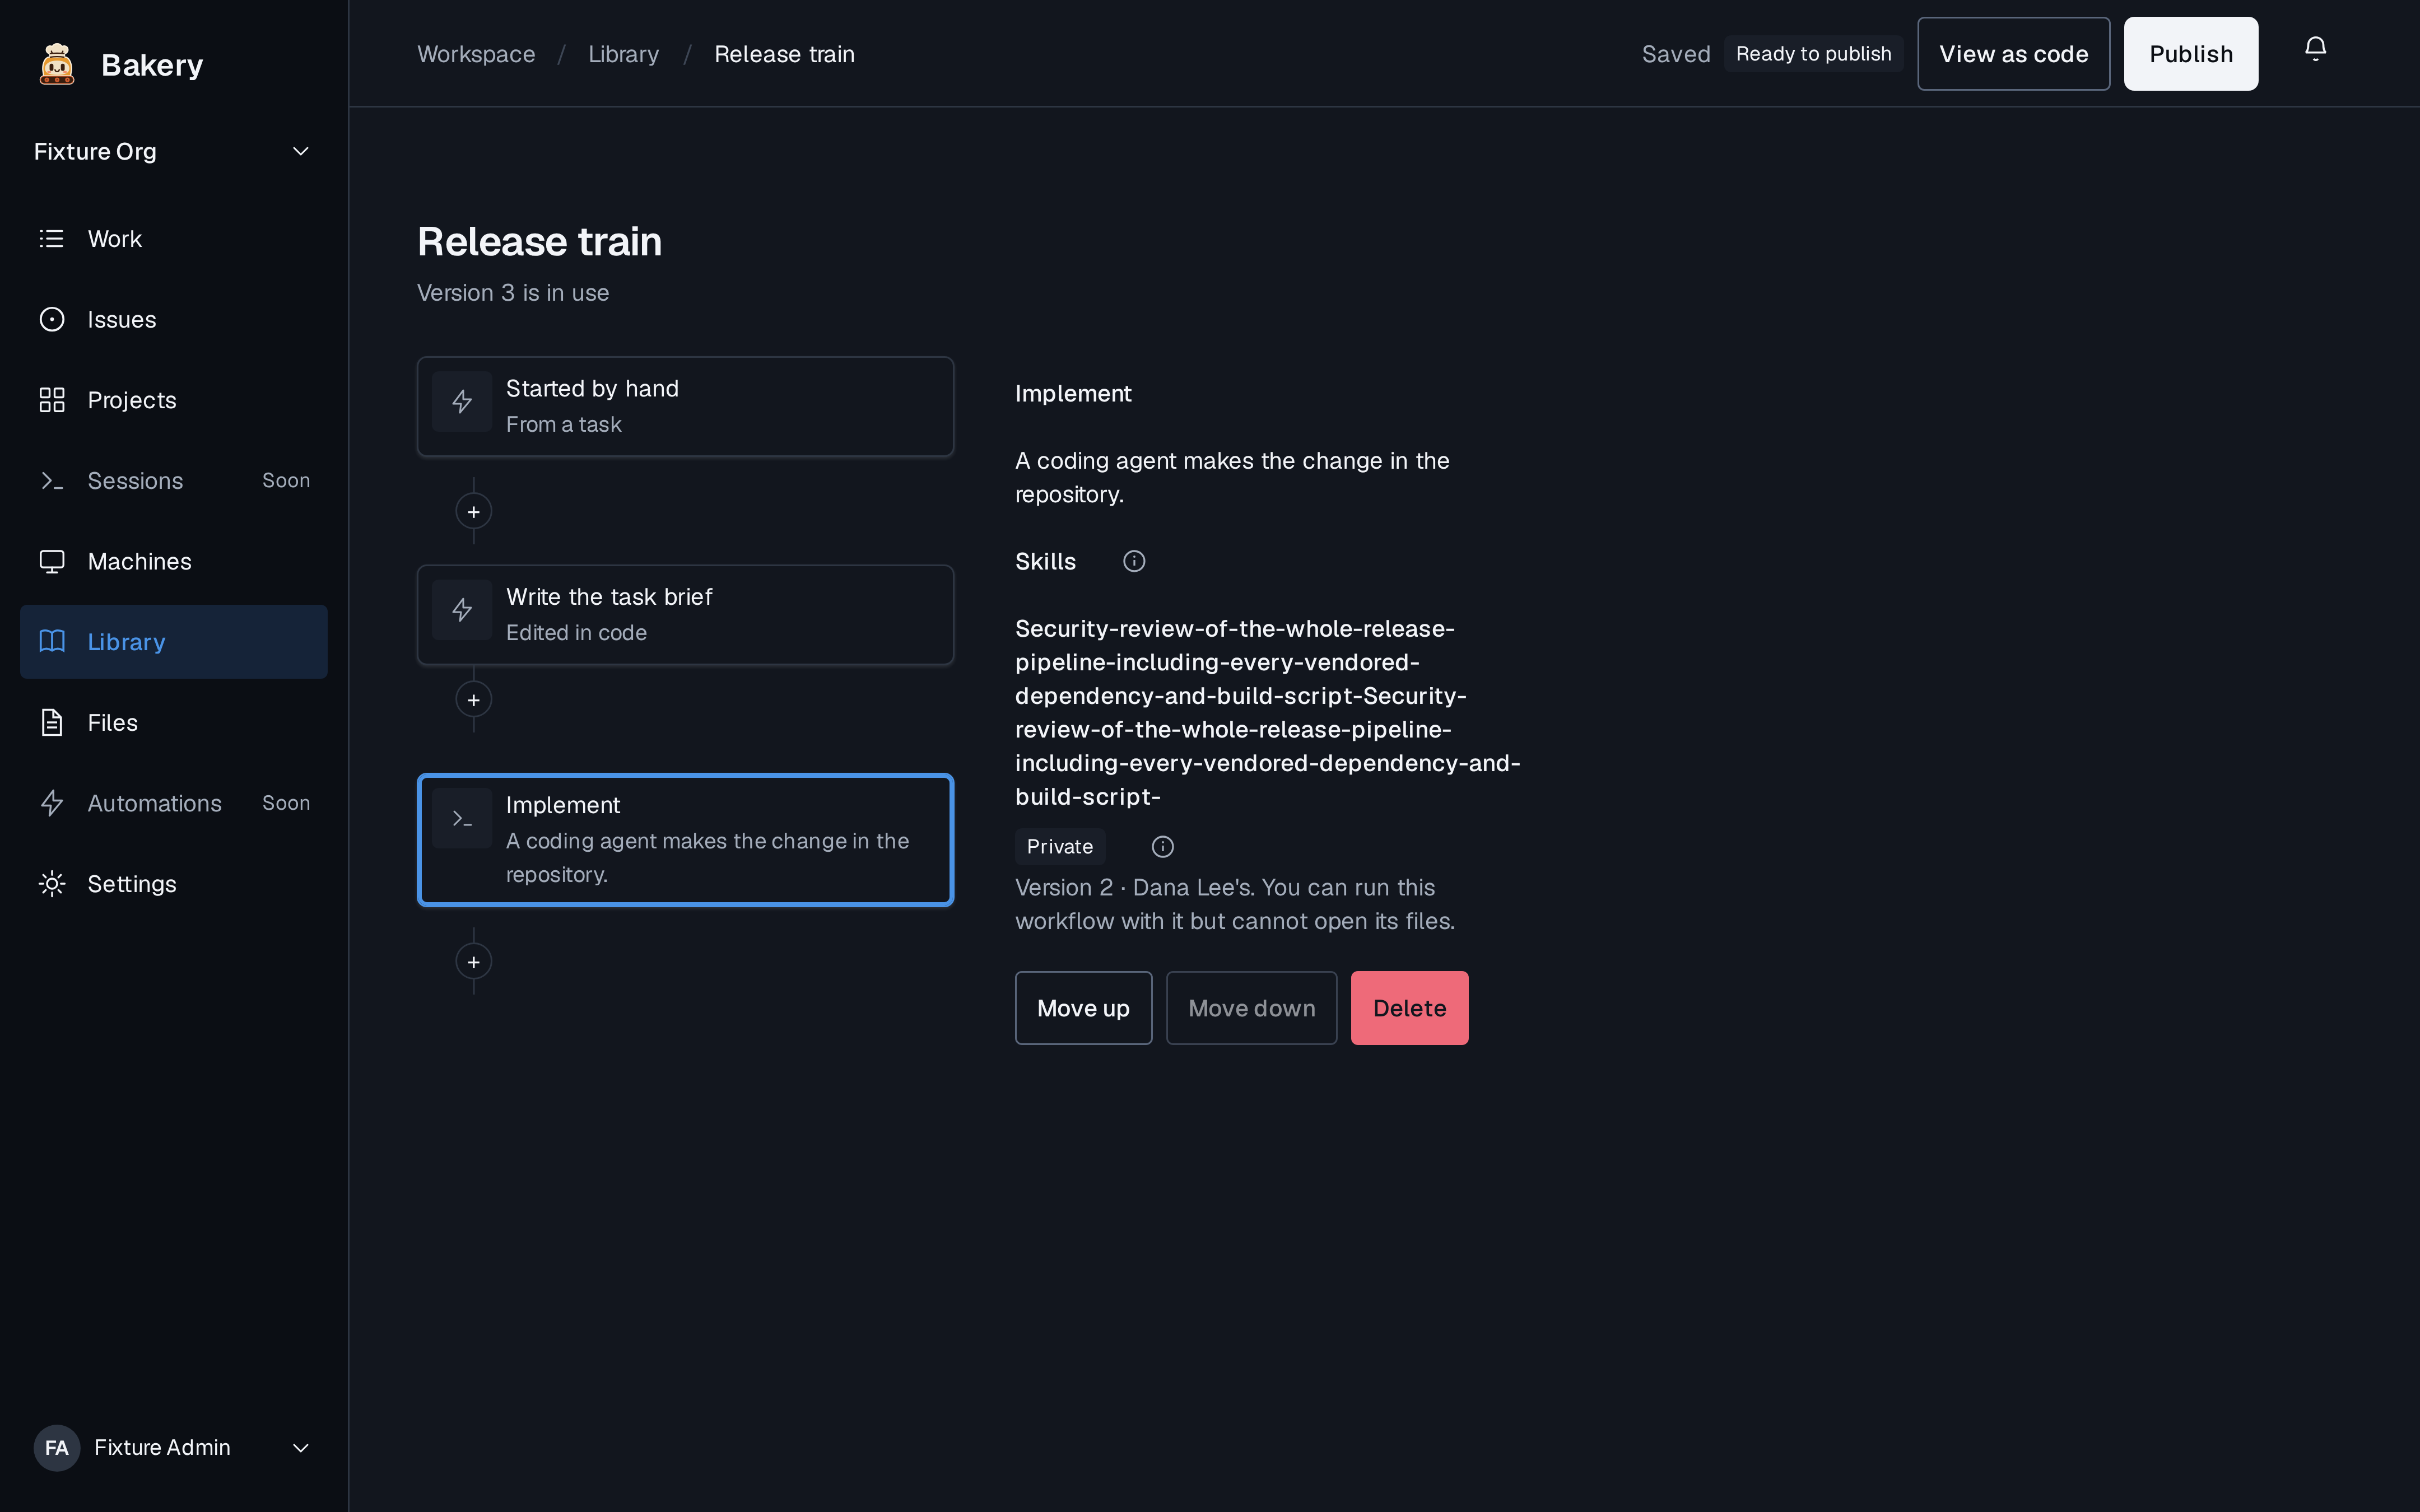 Bakery
Fixture Org
Work
Issues
Projects
Sessions Soon
Machines
Library
Files
Automations Soon
Settings
FA Fixture Admin
Workspace / Library / Release train
Saved Ready to publish View as code Publish
Release train
Version 3 is in use
Started by hand
From a task
+
Write the task brief
Edited in code
+
Implement
A coding agent makes the change in the
repository.
+
Implement
A coding agent makes the change in the
repository.
Skills
Security-review-of-the-whole-release-
pipeline-including-every-vendored-
dependency-and-build-script-Security-
review-of-the-whole-release-pipeline-
including-every-vendored-dependency-and-
build-script-
Private
Version 2 · Dana Lee's. You can run this
workflow with it but cannot open its files.
Move up Move down Delete